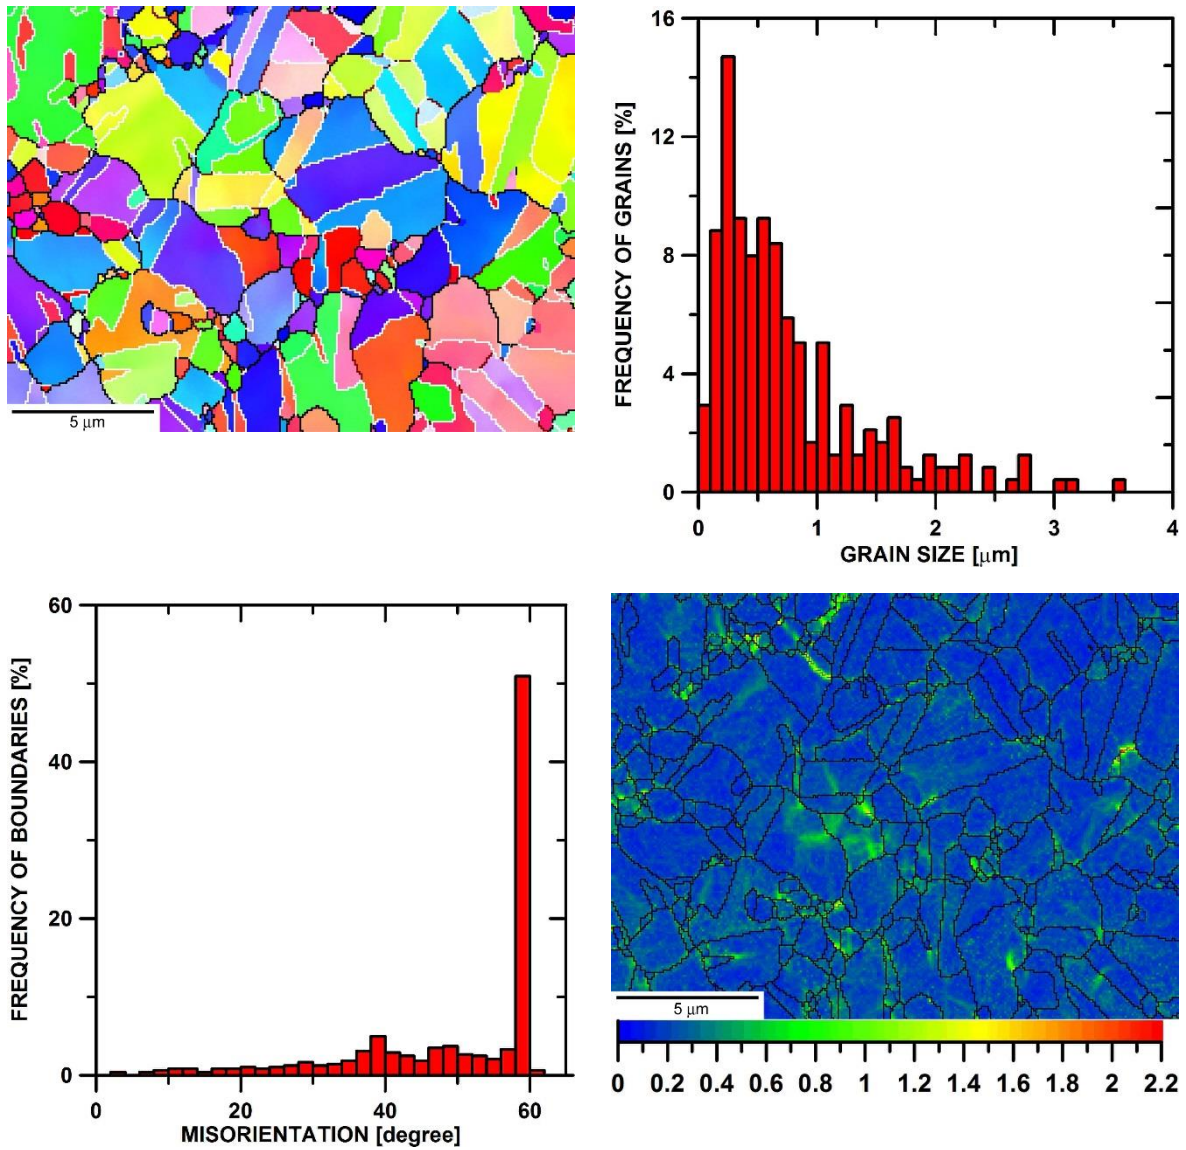 5 μm
16
12
8
4
0
FREQUENCY OF GRAINS [%]
0 1 2 3 4
GRAIN SIZE [μm]
60
40
20
0
FREQUENCY OF BOUNDARIES [%]
0 20 40 60
MISORIENTATION [degree]
5 μm
0 0.2 0.4 0.6 0.8 1 1.2 1.4 1.6 1.8 2 2.2